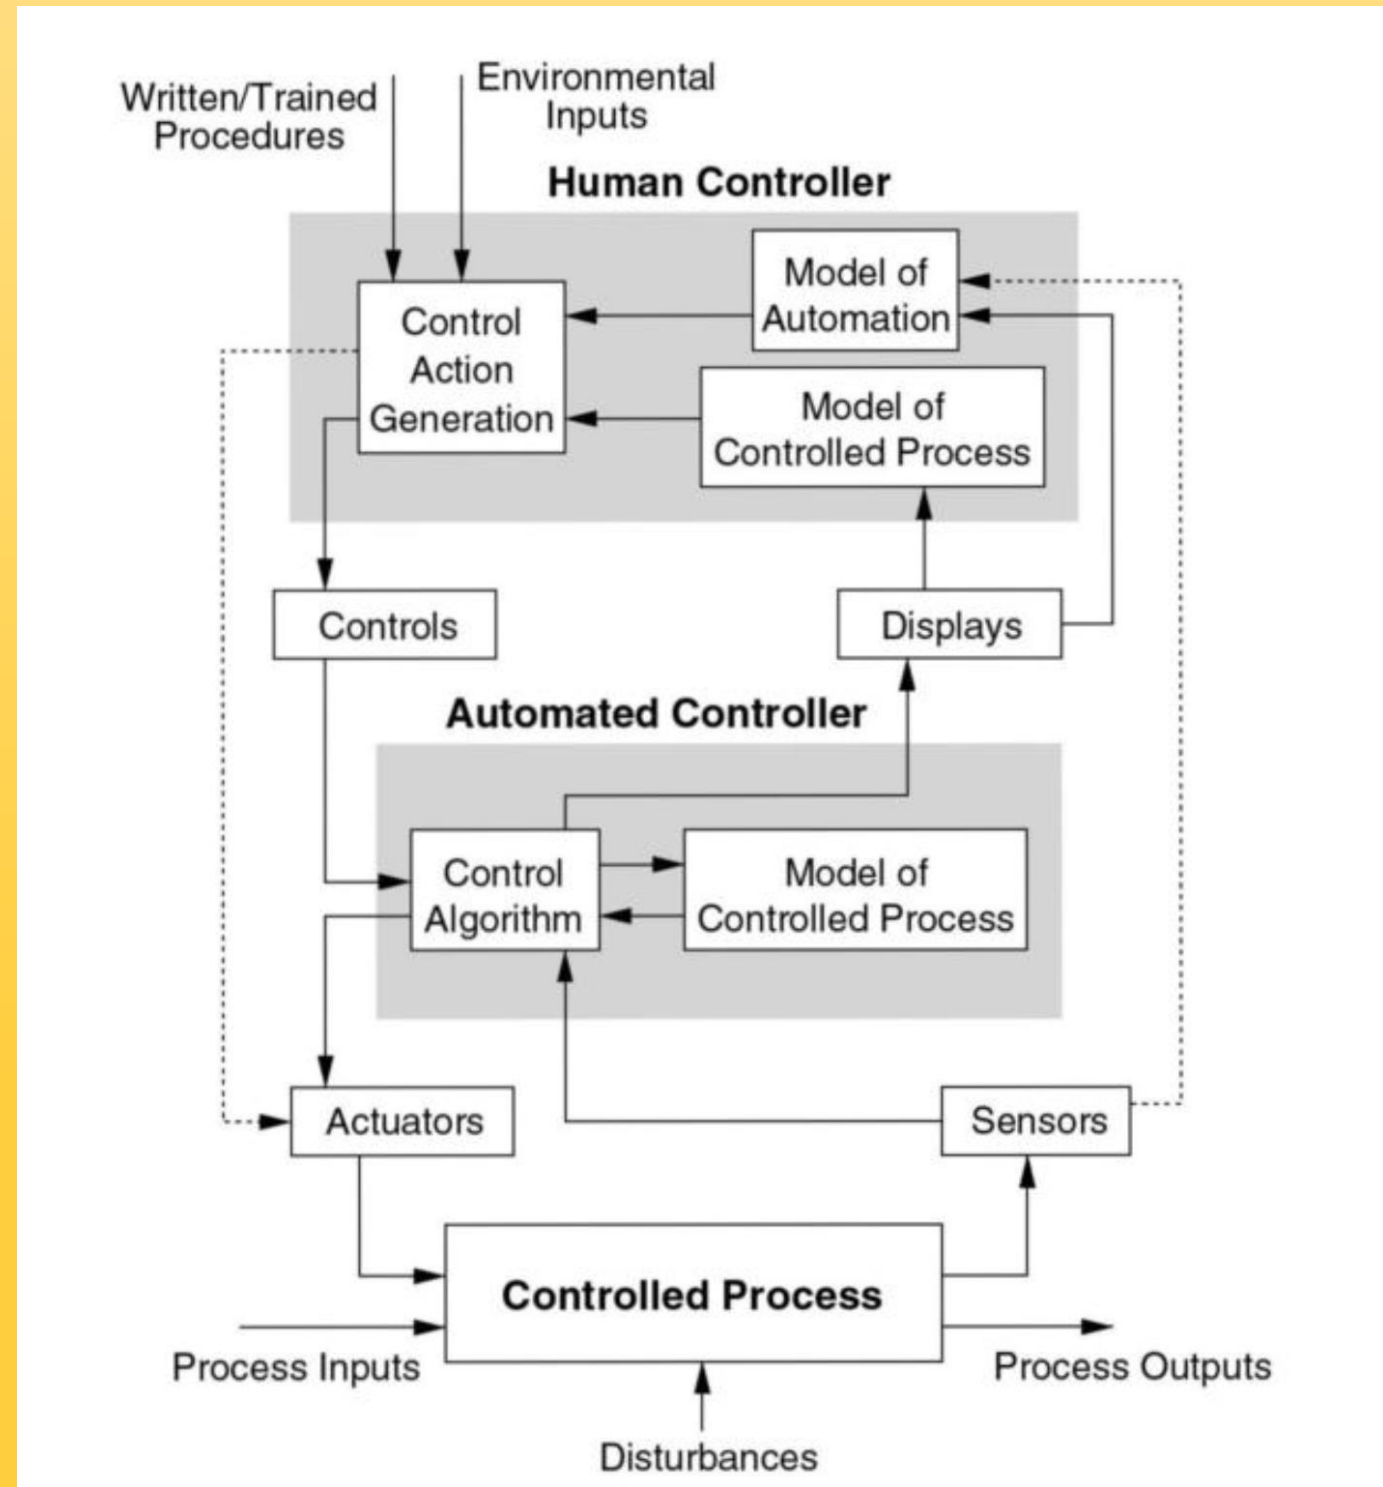 Written/Trained
Procedures
Environmental
Inputs
Human Controller
Control
Action
Generation
Model of
Automation
Model of
Controlled Process
Controls
Displays
Automated Controller
Control
Algorithm
Model of
Controlled Process
Actuators
Sensors
Controlled Process
Process Inputs
Process Outputs
Disturbances